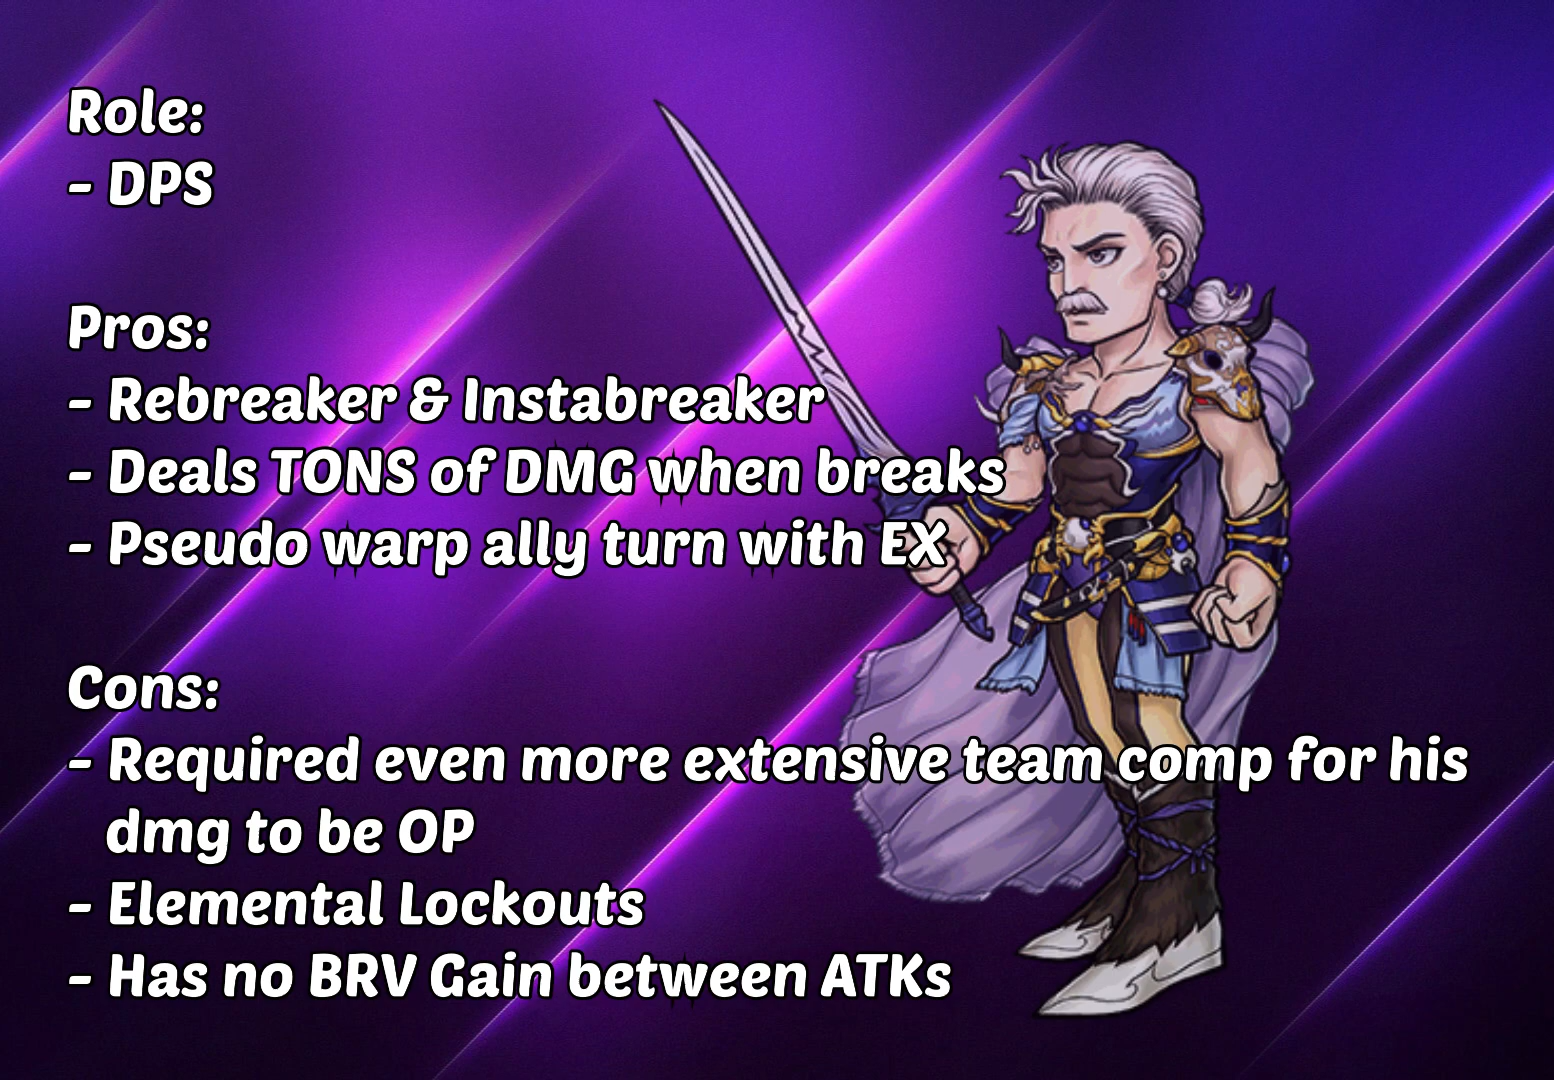 Role:
- DPS
Pros:
- Rebreaker & Instabreaker
- Deals TONS of DMG when breaks
- Pseudo warp ally turn with EX
Cons:
- Required even more extensive team comp for his
dmg to be OP
- Elemental Lockouts
- Has no BRV Gain between ATKs